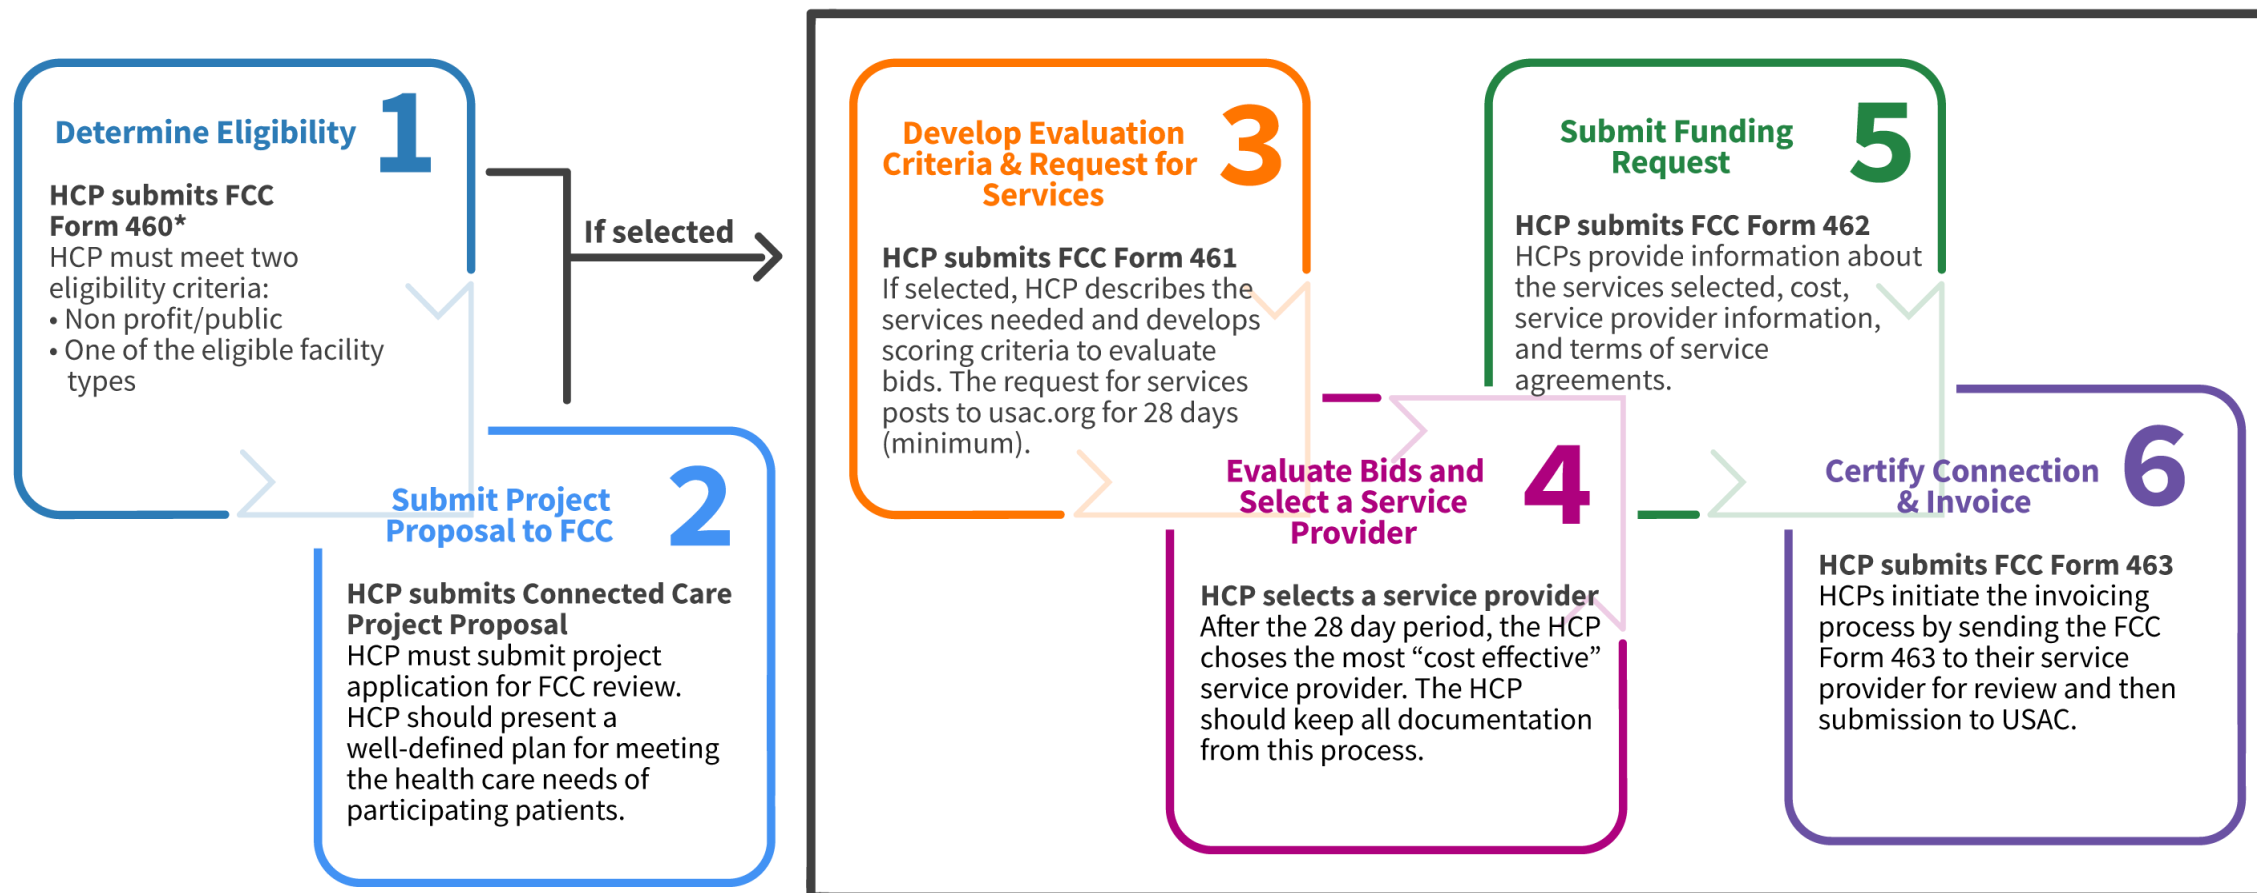 Determine Eligibility
1
HCP submits FCC
Form 460*
HCP must meet two
eligibility criteria:
• Non profit/public
• One of the eligible facility
types
Submit Project
Proposal to FCC
2
HCP submits Connected Care
Project Proposal
HCP must submit project
application for FCC review.
HCP should present a
well-defined plan for meeting
the health care needs of
participating patients.
If selected
Develop Evaluation
Criteria & Request for
Services
3
HCP submits FCC Form 461
If selected, HCP describes the
services needed and develops
scoring criteria to evaluate
bids. The request for services
posts to usac.org for 28 days
(minimum).
Evaluate Bids and
Select a Service
Provider
4
HCP selects a service provider
After the 28 day period, the HCP
choses the most “cost effective”
service provider. The HCP
should keep all documentation
from this process.
Submit Funding
Request
5
HCP submits FCC Form 462
HCPs provide information about
the services selected, cost,
service provider information,
and terms of service
agreements.
Certify Connection
& Invoice
6
HCP submits FCC Form 463
HCPs initiate the invoicing
process by sending the FCC
Form 463 to their service
provider for review and then
submission to USAC.